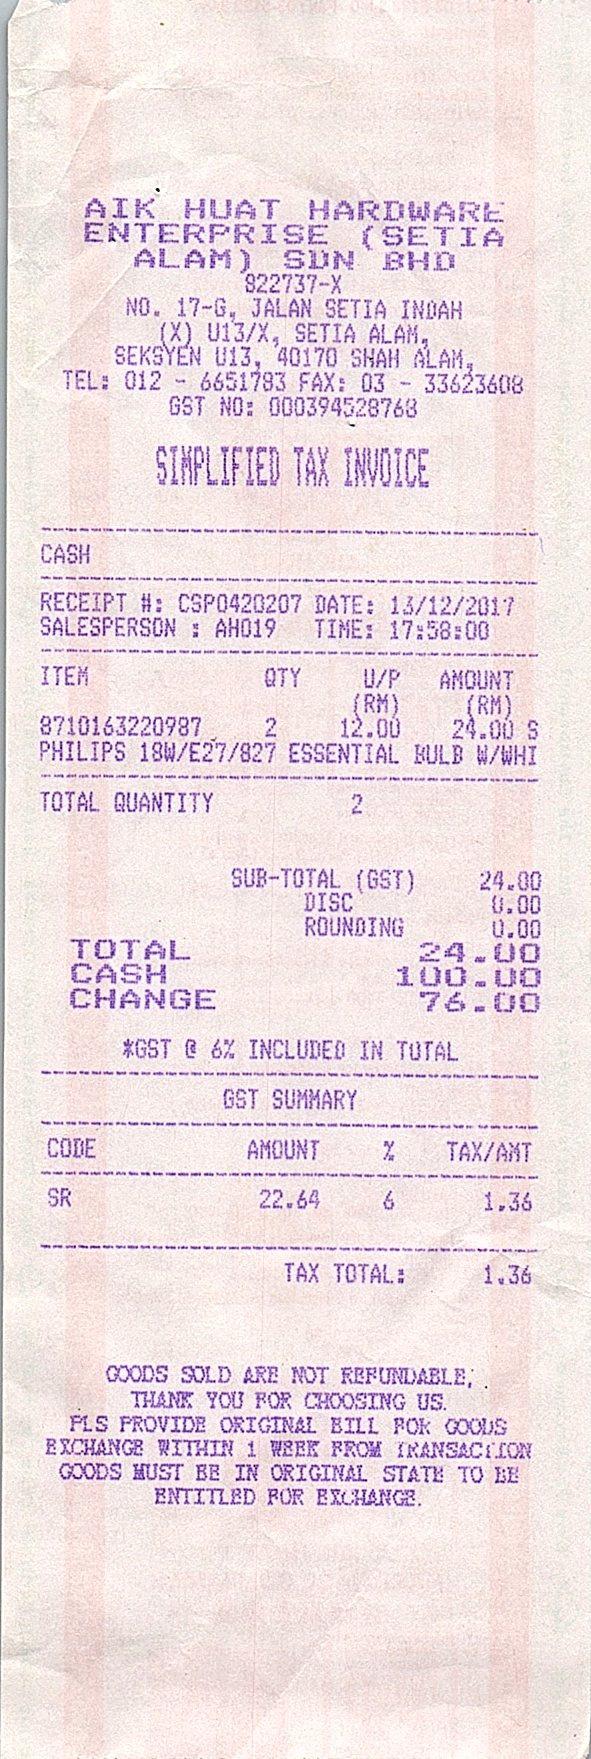 AIK HUAT HARDWARE
ENTERPRISE (SETIA
ALAM) SDN BHD
822737-X
NO. 17-G, JALAN SETIA INDAH
(X) U13/X, SETIA ALAM,
SEKSYEN U13, 40170 SHAH ALAM,
TEL: 012 - 6651783 FAX: 03 - 33623608
GST NO: 000394528768
SIMPLIFIED TAX INVOICE
CASH
RECEIPT #: CSP0420207 DATE: 13/12/2017
SALESPERSON : AH019 TIME: 17:58:00
ITEM QTY U/P AMOUNT
(RM) (RM)
8710163220987 2 12.00 24.00 S
PHILIPS 18W/E27/827 ESSENTIAL BULB W/WHI
TOTAL QUANTITY 2
SUB-TOTAL (GST) 24.00
DISC 0.00
ROUNDING 0.00
TOTAL 24.00
CASH 100.00
CHANGE 76.00
*GST @ 6% INCLUDED IN TOTAL
GST SUMMARY
CODE AMOUNT % TAX/AMT
SR 22.64 6 1.36
TAX TOTAL: 1.36
GOODS SOLD ARE NOT REFUNDABLE,
THANK YOU FOR CHOOSING US.
PLS PROVIDE ORIGINAL BILL FOR GOODS
EXCHANGE WITHIN 1 WEEK FROM TRANSACTION
GOODS MUST BE IN ORIGINAL STATE TO BE
ENTITLED FOR EXCHANGE.